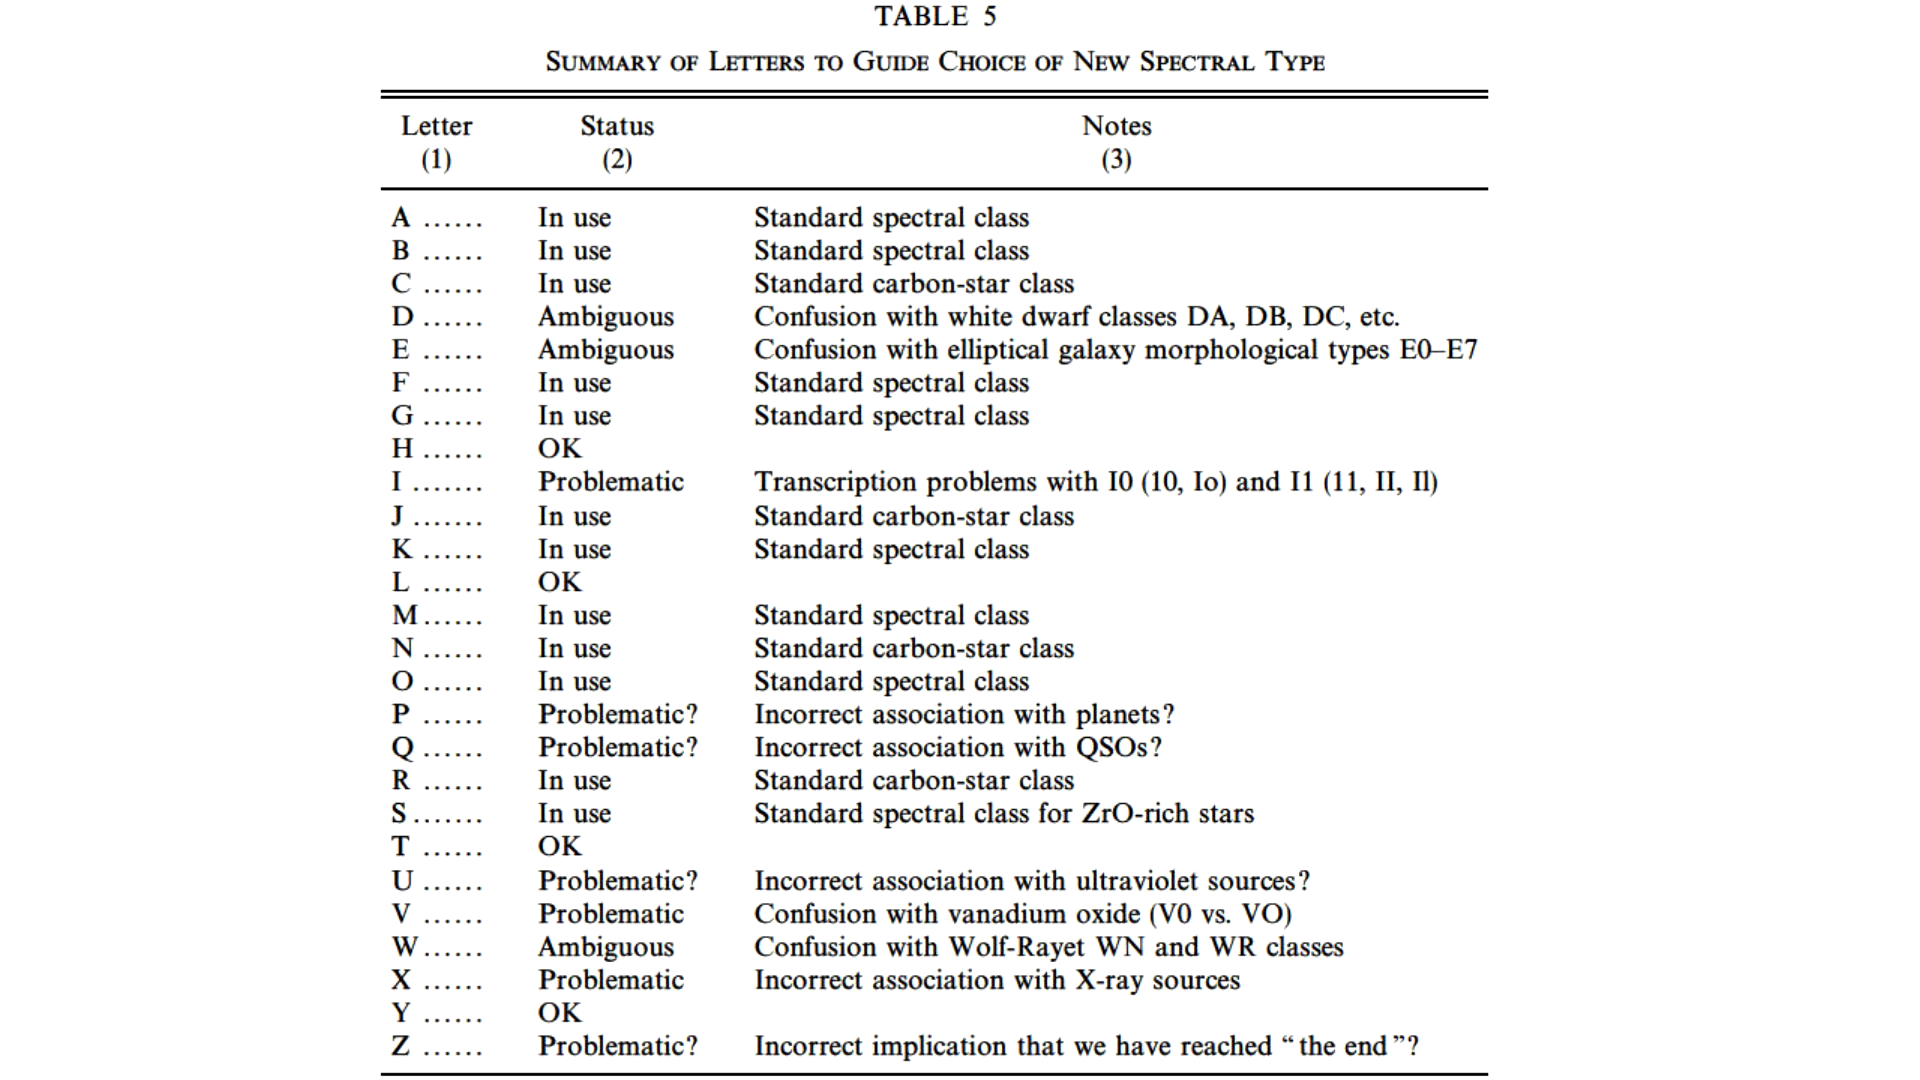 TABLE 5
SUMMARY OF LETTERS TO GUIDE CHOICE OF NEW SPECTRAL TYPE
Letter Status Notes
(1) (2) (3)
A ...... In use Standard spectral class
B ...... In use Standard spectral class
C ...... In use Standard carbon-star class
D ...... Ambiguous Confusion with white dwarf classes DA, DB, DC, etc.
E ...... Ambiguous Confusion with elliptical galaxy morphological types E0–E7
F ...... In use Standard spectral class
G ...... In use Standard spectral class
H ...... OK
I ....... Problematic Transcription problems with I0 (10, Io) and I1 (11, II, Il)
J ....... In use Standard carbon-star class
K ...... In use Standard spectral class
L ...... OK
M ...... In use Standard spectral class
N ...... In use Standard carbon-star class
O ...... In use Standard spectral class
P ...... Problematic? Incorrect association with planets?
Q ...... Problematic? Incorrect association with QSOs?
R ...... In use Standard carbon-star class
S ....... In use Standard spectral class for ZrO-rich stars
T ...... OK
U ...... Problematic? Incorrect association with ultraviolet sources?
V ...... Problematic Confusion with vanadium oxide (V0 vs. VO)
W ...... Ambiguous Confusion with Wolf-Rayet WN and WR classes
X ...... Problematic Incorrect association with X-ray sources
Y ...... OK
Z ...... Problematic? Incorrect implication that we have reached “the end”?